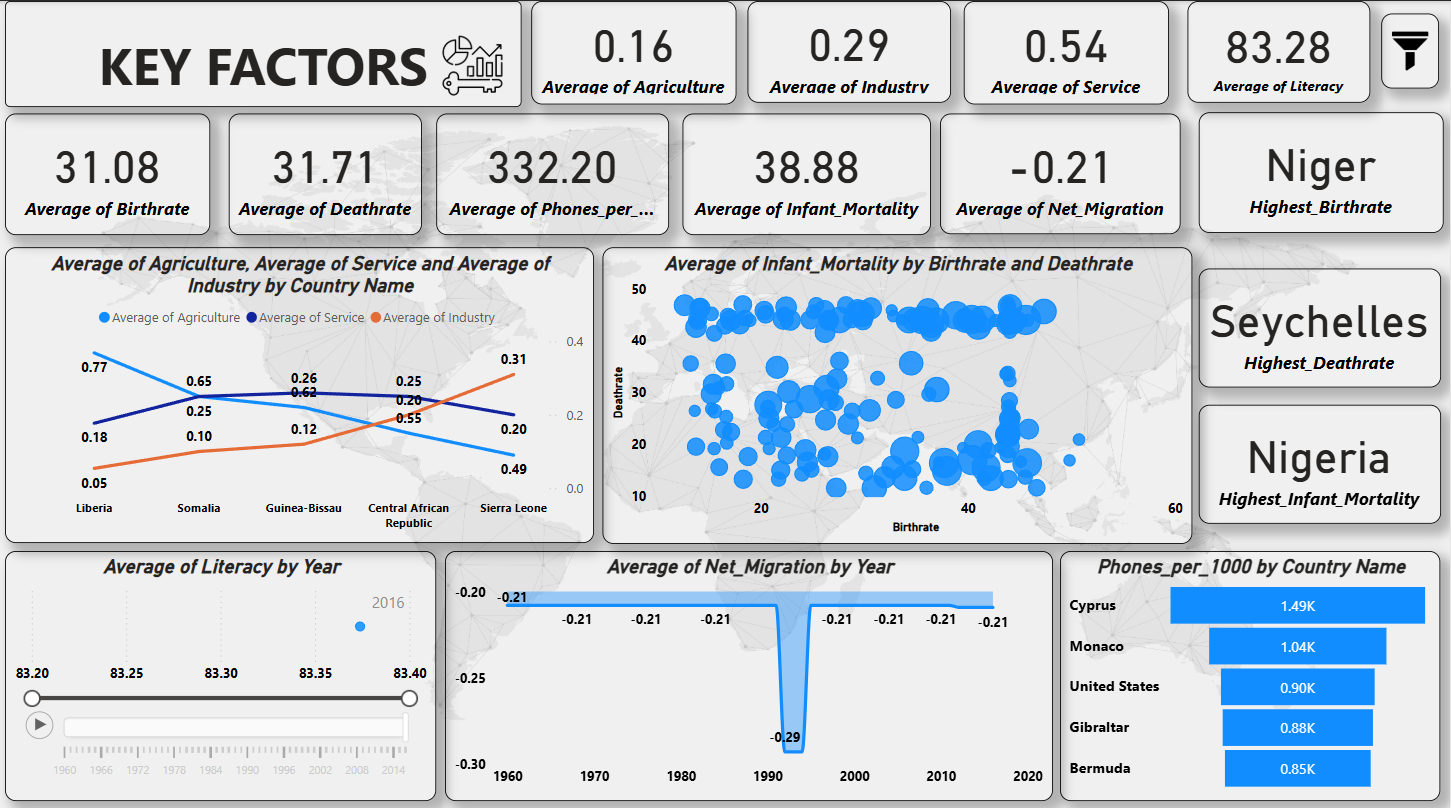 KEY FACTORS
0.16
Average of Agriculture
0.29
Average of Industry
0.54
Average of Service
83.28
Average of Literacy
31.08
Average of Birthrate
31.71
Average of Deathrate
332.20
Average of Phones_per_...
38.88
Average of Infant_Mortality
-0.21
Average of Net_Migration
Niger
Highest_Birthrate
Average of Agriculture, Average of Service and Average of
Industry by Country Name
Average of Agriculture Average of Service Average of Industry
0.4
0.2
0.0
0.77
0.65
0.62
0.55
0.49
0.18
0.25
0.26
0.25
0.20
0.05
0.10
0.12
0.20
0.31
Liberia
Somalia
Guinea-Bissau
Central African
Republic
Sierra Leone
Average of Infant_Mortality by Birthrate and Deathrate
Deathrate
50
40
30
20
10
20 40 60
Birthrate
Seychelles
Highest_Deathrate
Nigeria
Highest_Infant_Mortality
Average of Literacy by Year
2016
83.20 83.25 83.30 83.35 83.40
1960 1966 1972 1978 1984 1990 1996 2002 2008 2014
Average of Net_Migration by Year
-0.20
-0.25
-0.30
-0.21
-0.21 -0.21 -0.21 -0.21 -0.21 -0.21 -0.21
-0.29
1960 1970 1980 1990 2000 2010 2020
Phones_per_1000 by Country Name
Cyprus 1.49K
Monaco 1.04K
United States 0.90K
Gibraltar 0.88K
Bermuda 0.85K